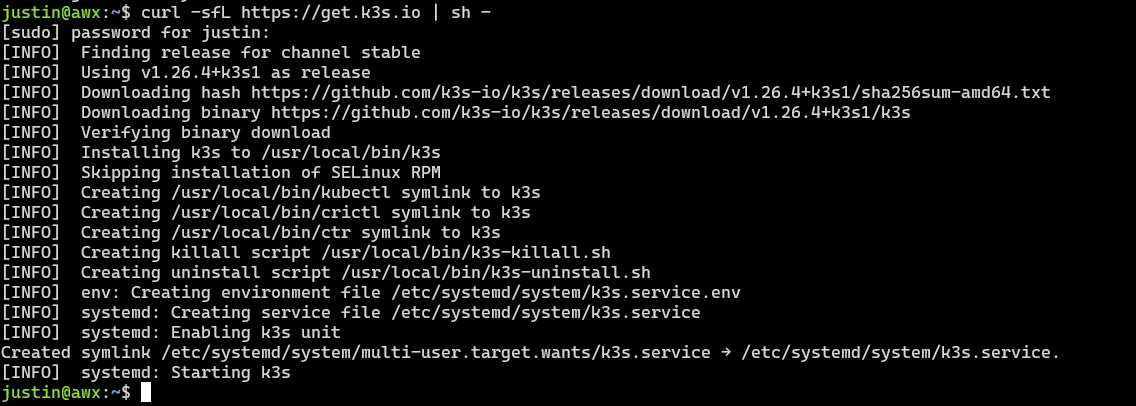 justin@awx:~$ curl -sfL https://get.k3s.io | sh -
[sudo] password for justin:
[INFO]  Finding release for channel stable
[INFO]  Using v1.26.4+k3s1 as release
[INFO]  Downloading hash https://github.com/k3s-io/k3s/releases/download/v1.26.4+k3s1/sha256sum-amd64.txt
[INFO]  Downloading binary https://github.com/k3s-io/k3s/releases/download/v1.26.4+k3s1/k3s
[INFO]  Verifying binary download
[INFO]  Installing k3s to /usr/local/bin/k3s
[INFO]  Skipping installation of SELinux RPM
[INFO]  Creating /usr/local/bin/kubectl symlink to k3s
[INFO]  Creating /usr/local/bin/crictl symlink to k3s
[INFO]  Creating /usr/local/bin/ctr symlink to k3s
[INFO]  Creating killall script /usr/local/bin/k3s-killall.sh
[INFO]  Creating uninstall script /usr/local/bin/k3s-uninstall.sh
[INFO]  env: Creating environment file /etc/systemd/system/k3s.service.env
[INFO]  systemd: Creating service file /etc/systemd/system/k3s.service
[INFO]  systemd: Enabling k3s unit
Created symlink /etc/systemd/system/multi-user.target.wants/k3s.service → /etc/systemd/system/k3s.service.
[INFO]  systemd: Starting k3s
justin@awx:~$